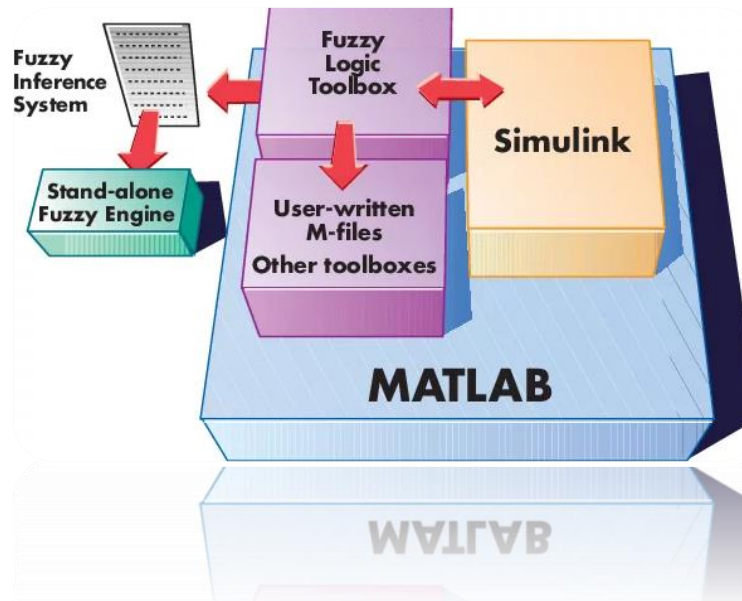 Fuzzy
Inference
System
Fuzzy
Logic
Toolbox
Simulink
Stand-alone
Fuzzy Engine
User-written
M-files
Other toolboxes
MATLAB
MATLAB